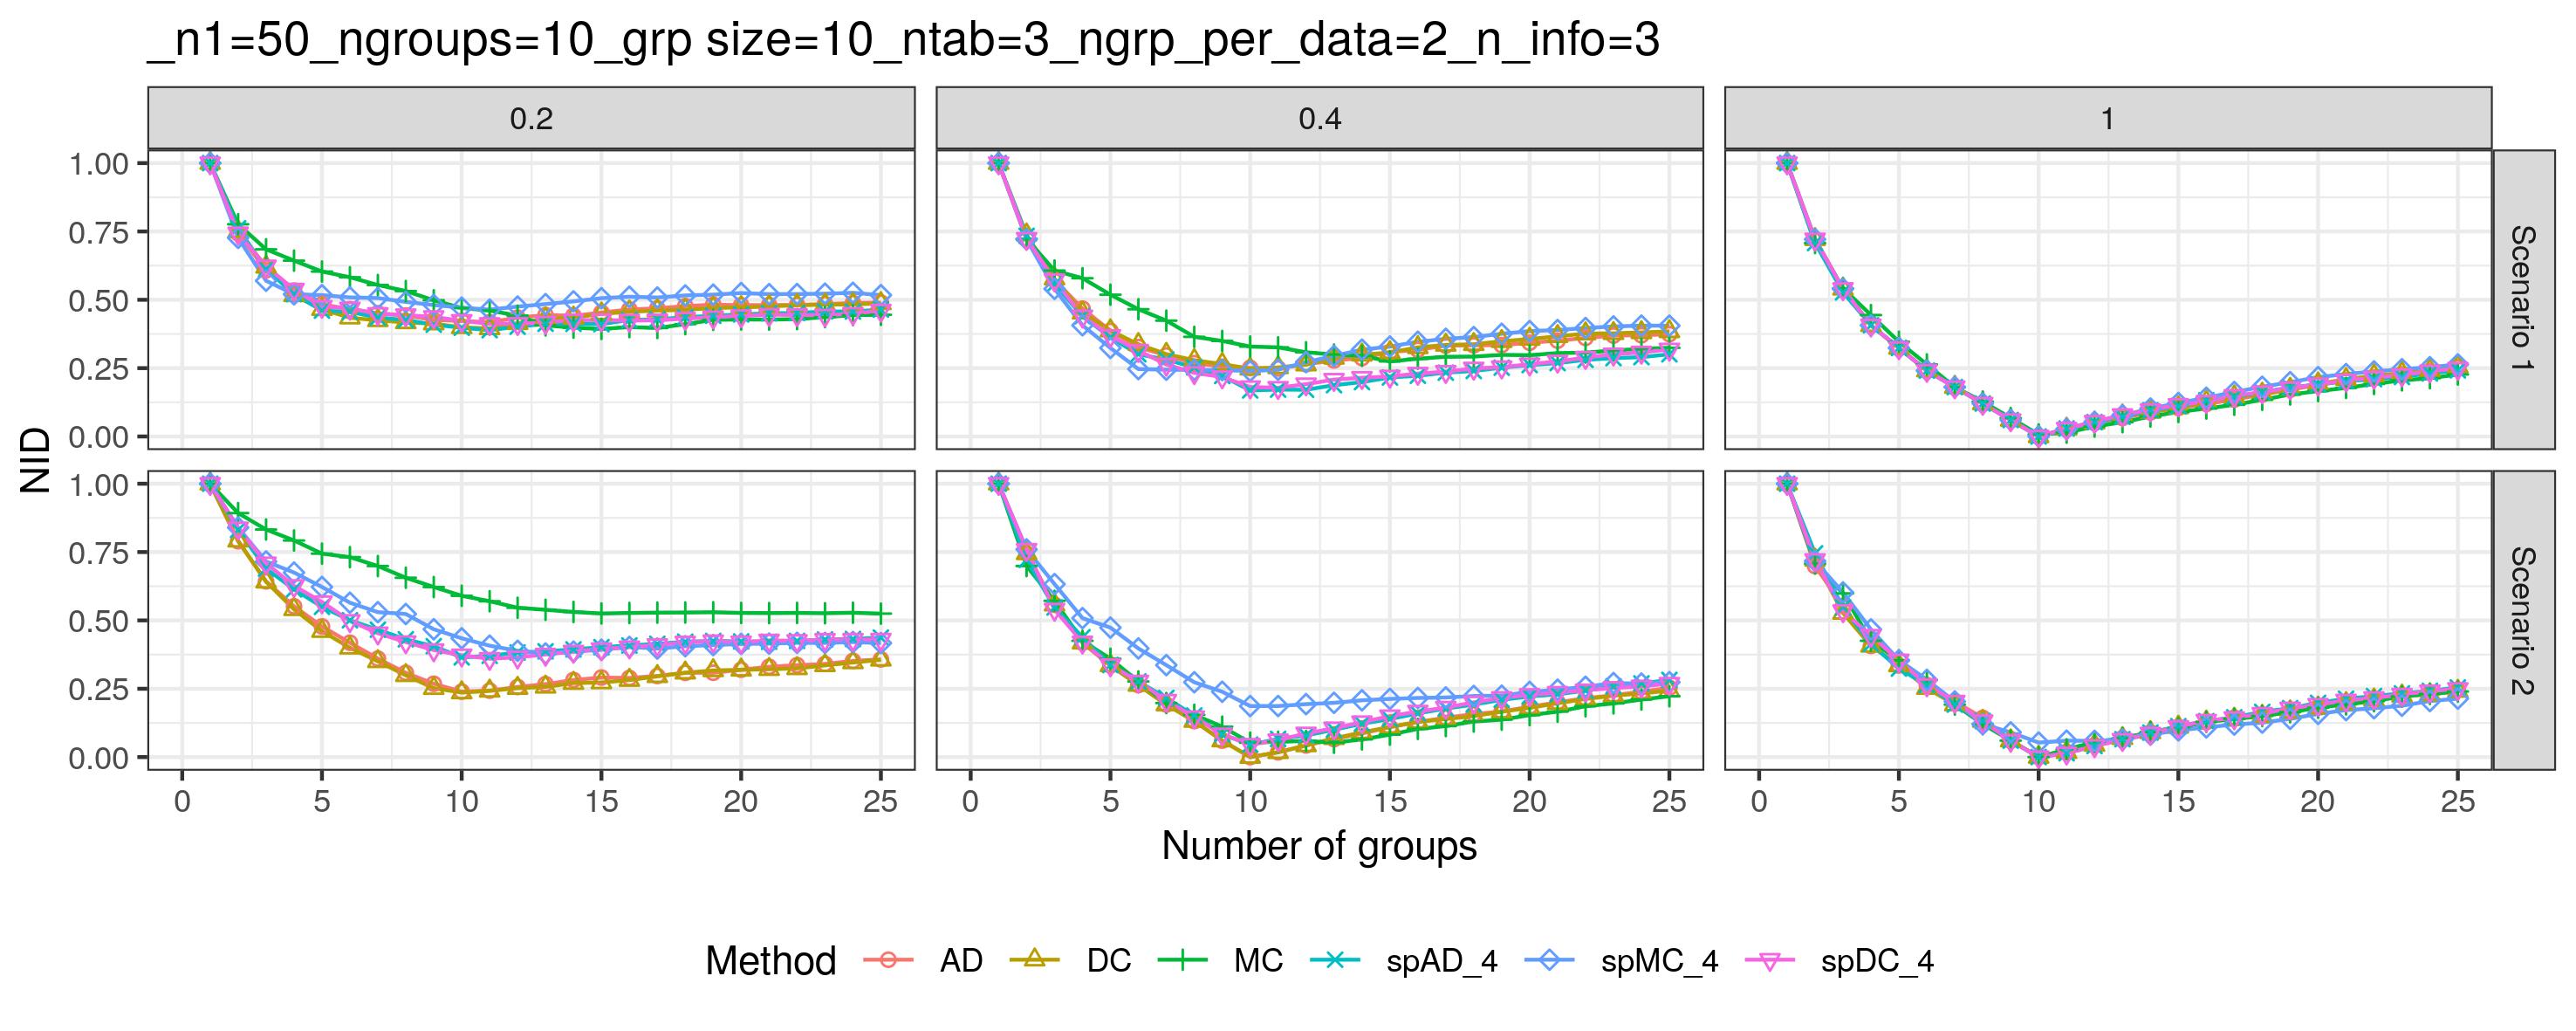 _n1=50_ngroups=10_grp size=10_ntab=3_ngrp_per_data=2_n_info=3
0.2 0.4 1
1.00
0.75
0.50
0.25
0.00
Scenario 1
NID
1.00
0.75
0.50
0.25
0.00
Scenario 2
0 5 10 15 20 25 0 5 10 15 20 25 0 5 10 15 20 25
Number of groups
Method AD DC MC spAD_4 spMC_4 spDC_4